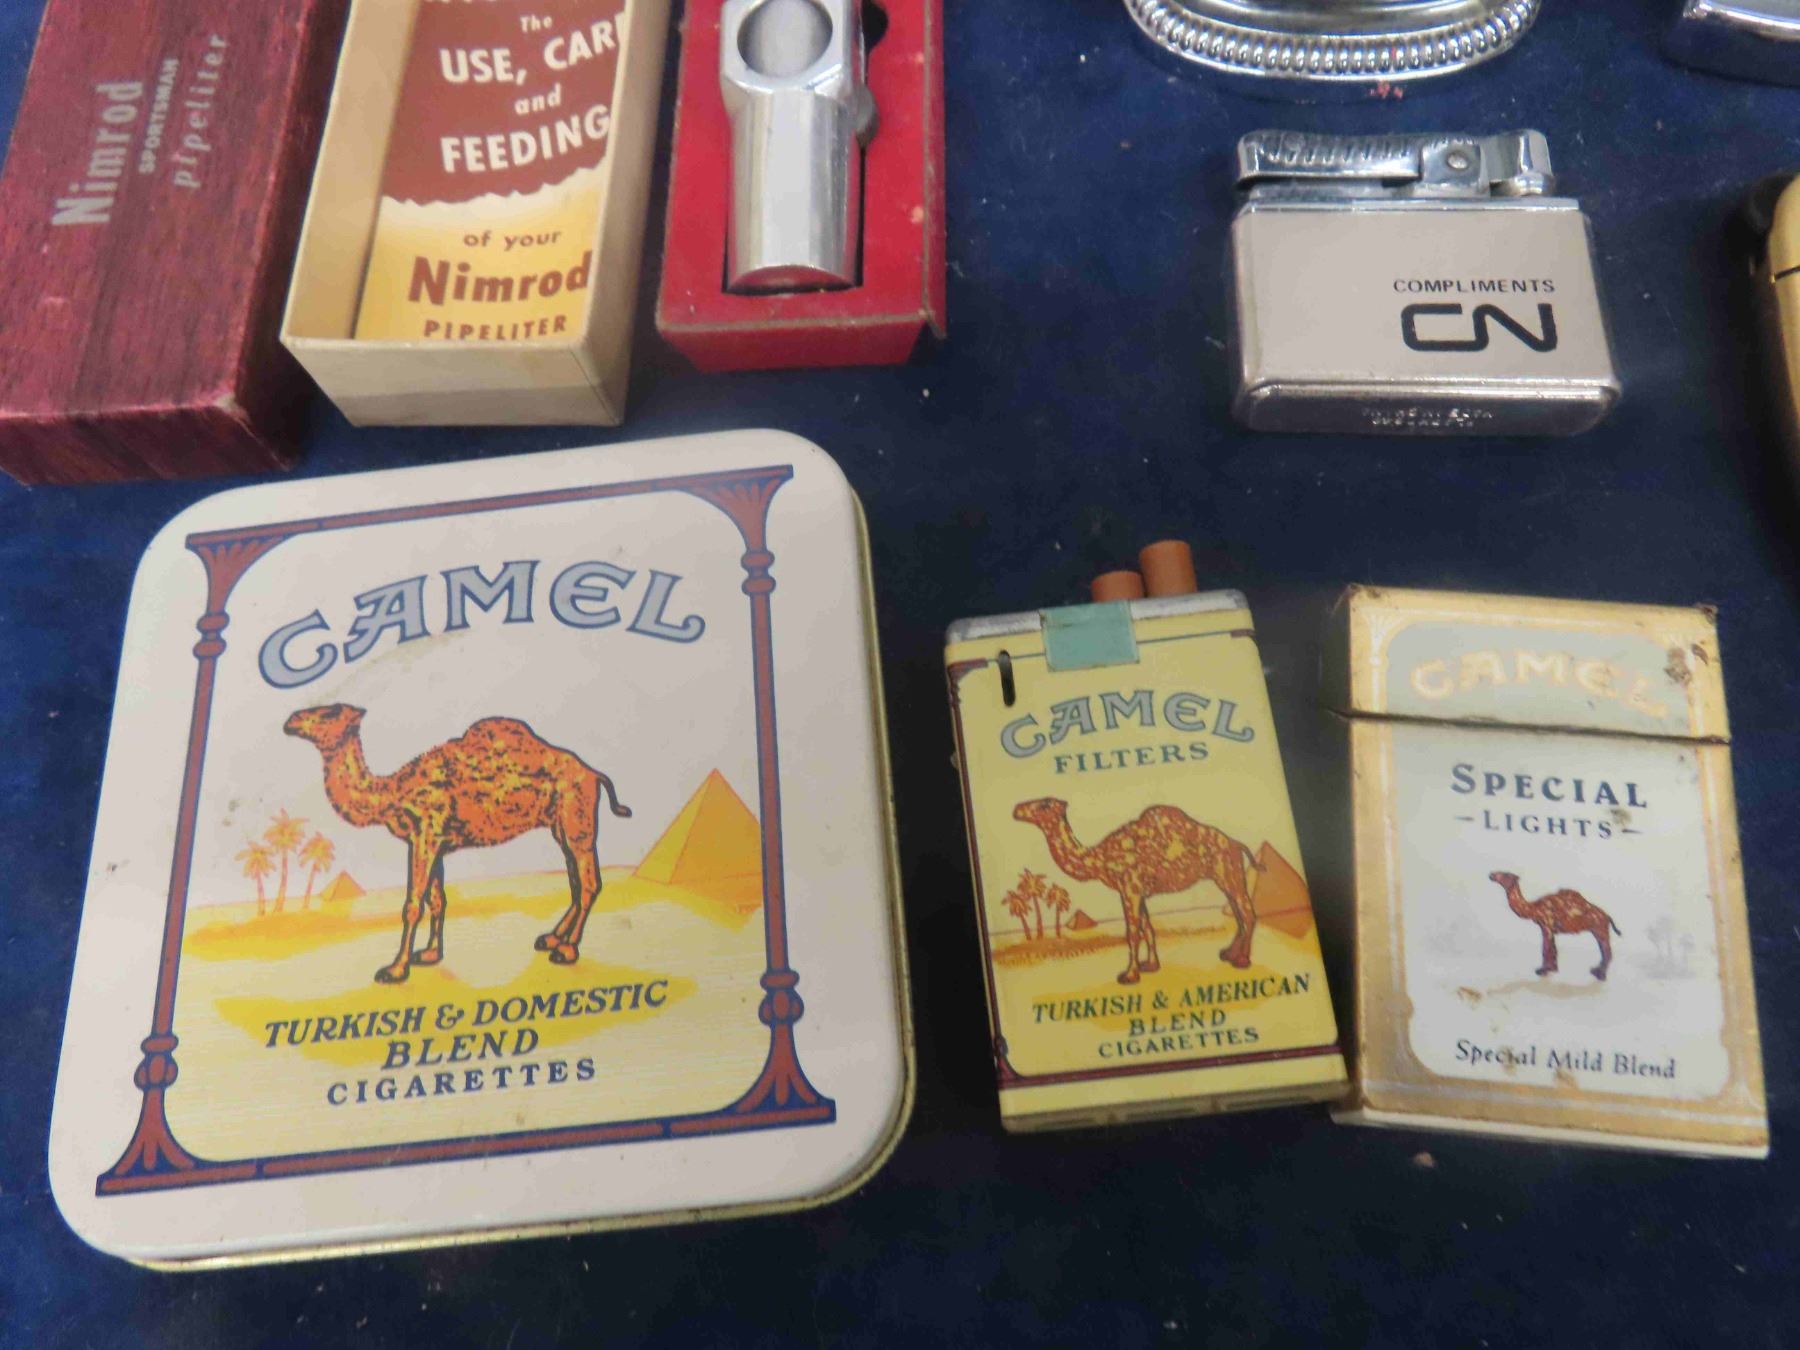 Nimrod
SPORTSMAN
pipeliter
The
USE, CARE
and
FEEDING
of your
Nimrod
PIPELITER
COMPLIMENTS
CN
CAMEL
TURKISH & DOMESTIC
BLEND
CIGARETTES
CAMEL
FILTERS
TURKISH & AMERICAN
BLEND
CIGARETTES
CAMEL
SPECIAL
-LIGHTS-
Special Mild Blend